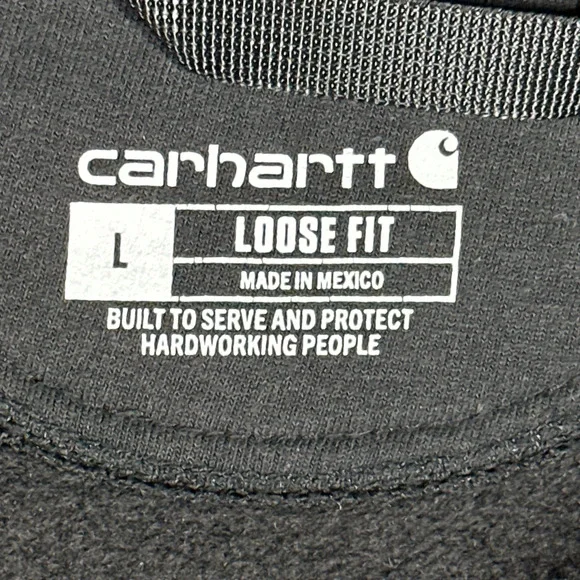 carhartt
L
LOOSE FIT
MADE IN MEXICO
BUILT TO SERVE AND PROTECT
HARDWORKING PEOPLE